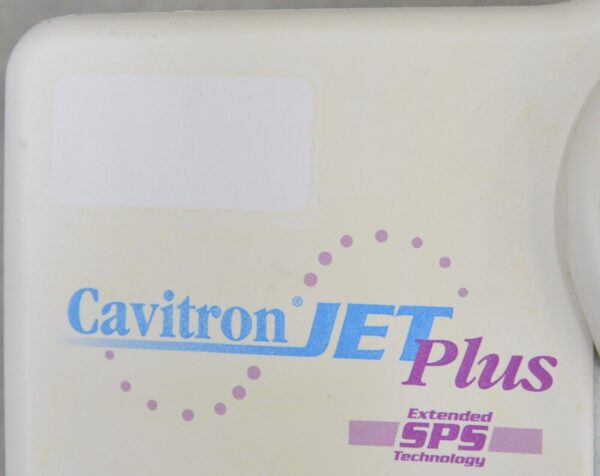 Cavitron® JET Plus
Extended
SPS
Technology